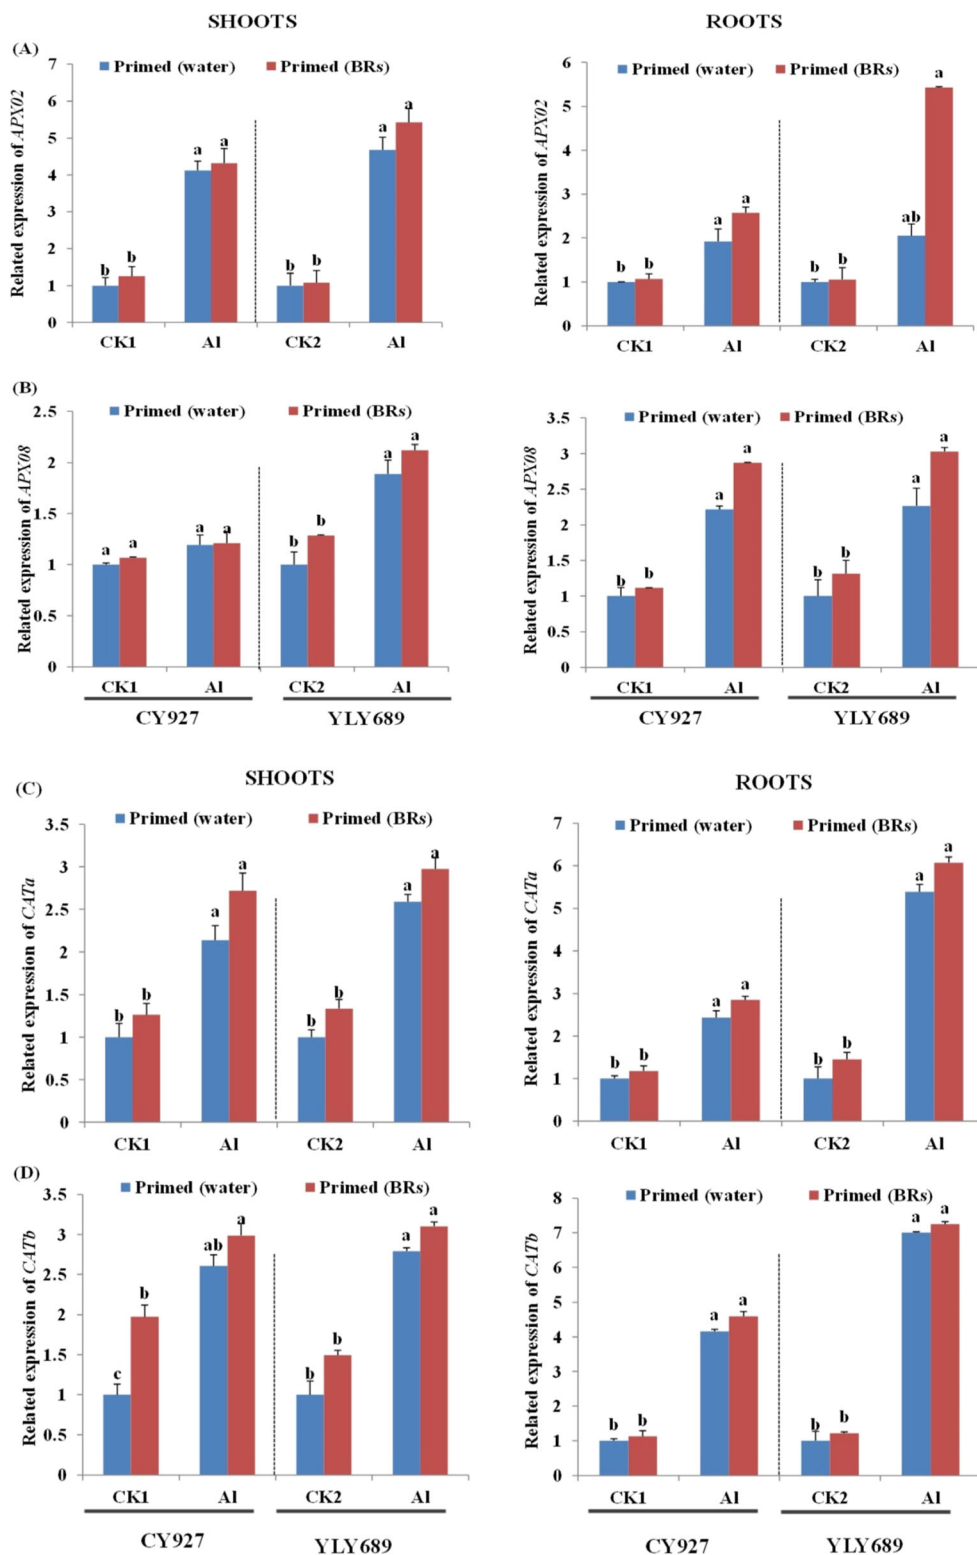 SHOOTS
ROOTS
(A)
Primed (water) Primed (BRs)
Related expression of APX02
7
6
5
4
3
2
1
0
b b a a b b a a
CK1 Al CK2 Al
Primed (water) Primed (BRs)
Related expression of APX02
6
5
4
3
2
1
0
b b a a b b ab a
CK1 Al CK2 Al
(B)
Primed (water) Primed (BRs)
Related expression of APX08
2.5
2
1.5
1
0.5
0
a a a a b b a a
CK1 Al CK2 Al
CY927 YLY689
Primed (water) Primed (BRs)
Related expression of APX08
3.5
3
2.5
2
1.5
1
0.5
0
b b a a b b a a
CK1 Al CK2 Al
CY927 YLY689
SHOOTS
ROOTS
(C)
Primed (water) Primed (BRs)
Related expression of CATa
3.5
3
2.5
2
1.5
1
0.5
0
b b a a b b a a
CK1 Al CK2 Al
Primed (water) Primed (BRs)
Related expression of CATa
7
6
5
4
3
2
1
0
b b a a b b a a
CK1 Al CK2 Al
(D)
Primed (water) Primed (BRs)
Related expression of CATb
3.5
3
2.5
2
1.5
1
0.5
0
c b ab a b b a a
CK1 Al CK2 Al
CY927 YLY689
Primed (water) Primed (BRs)
Related expression of CATb
8
7
6
5
4
3
2
1
0
b b a a b b a a
CK1 Al CK2 Al
CY927 YLY689